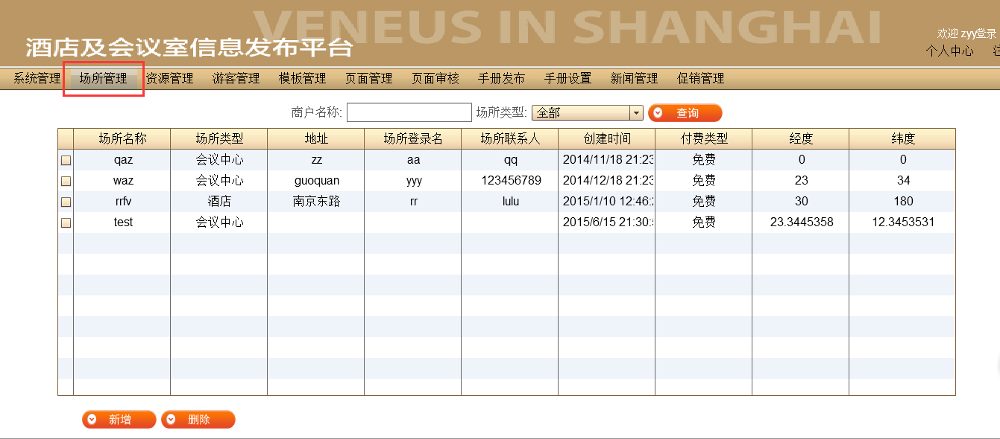 VENEUS IN SHANGHAI
酒店及会议室信息发布平台
欢迎 zyy登录
个人中心
系统管理 场所管理 资源管理 游客管理 模板管理 页面管理 页面审核 手册发布 手册设置 新闻管理 促销管理
商户名称: 场所类型: 全部 查询
场所名称 场所类型 地址 场所登录名 场所联系人 创建时间 付费类型 经度 纬度
qaz 会议中心 zz aa qq 2014/11/18 21:23 免费 0 0
waz 会议中心 guoquan yyy 123456789 2014/12/18 21:23 免费 23 34
rrfv 酒店 南京东路 rr lulu 2015/1/10 12:46: 免费 30 180
test 会议中心 2015/6/15 21:30: 免费 23.3445358 12.3453531
新增 删除